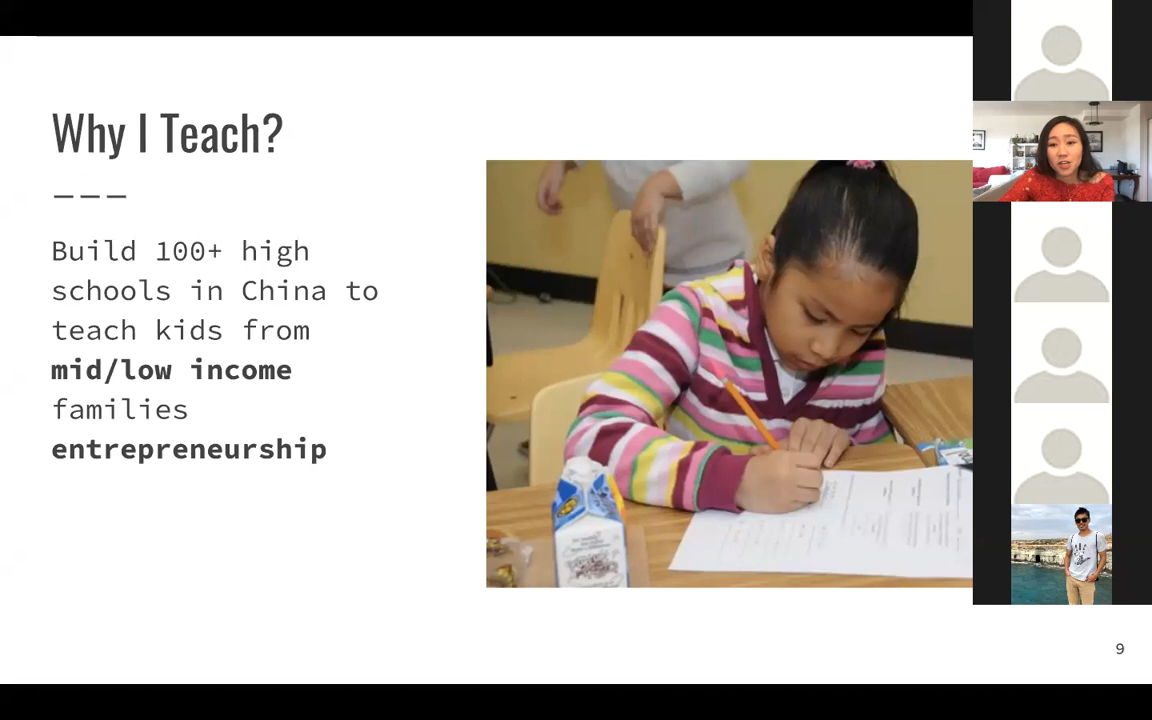 Why I Teach?
Build 100+ high
schools in China to
teach kids from
mid/low income
families
entrepreneurship
9